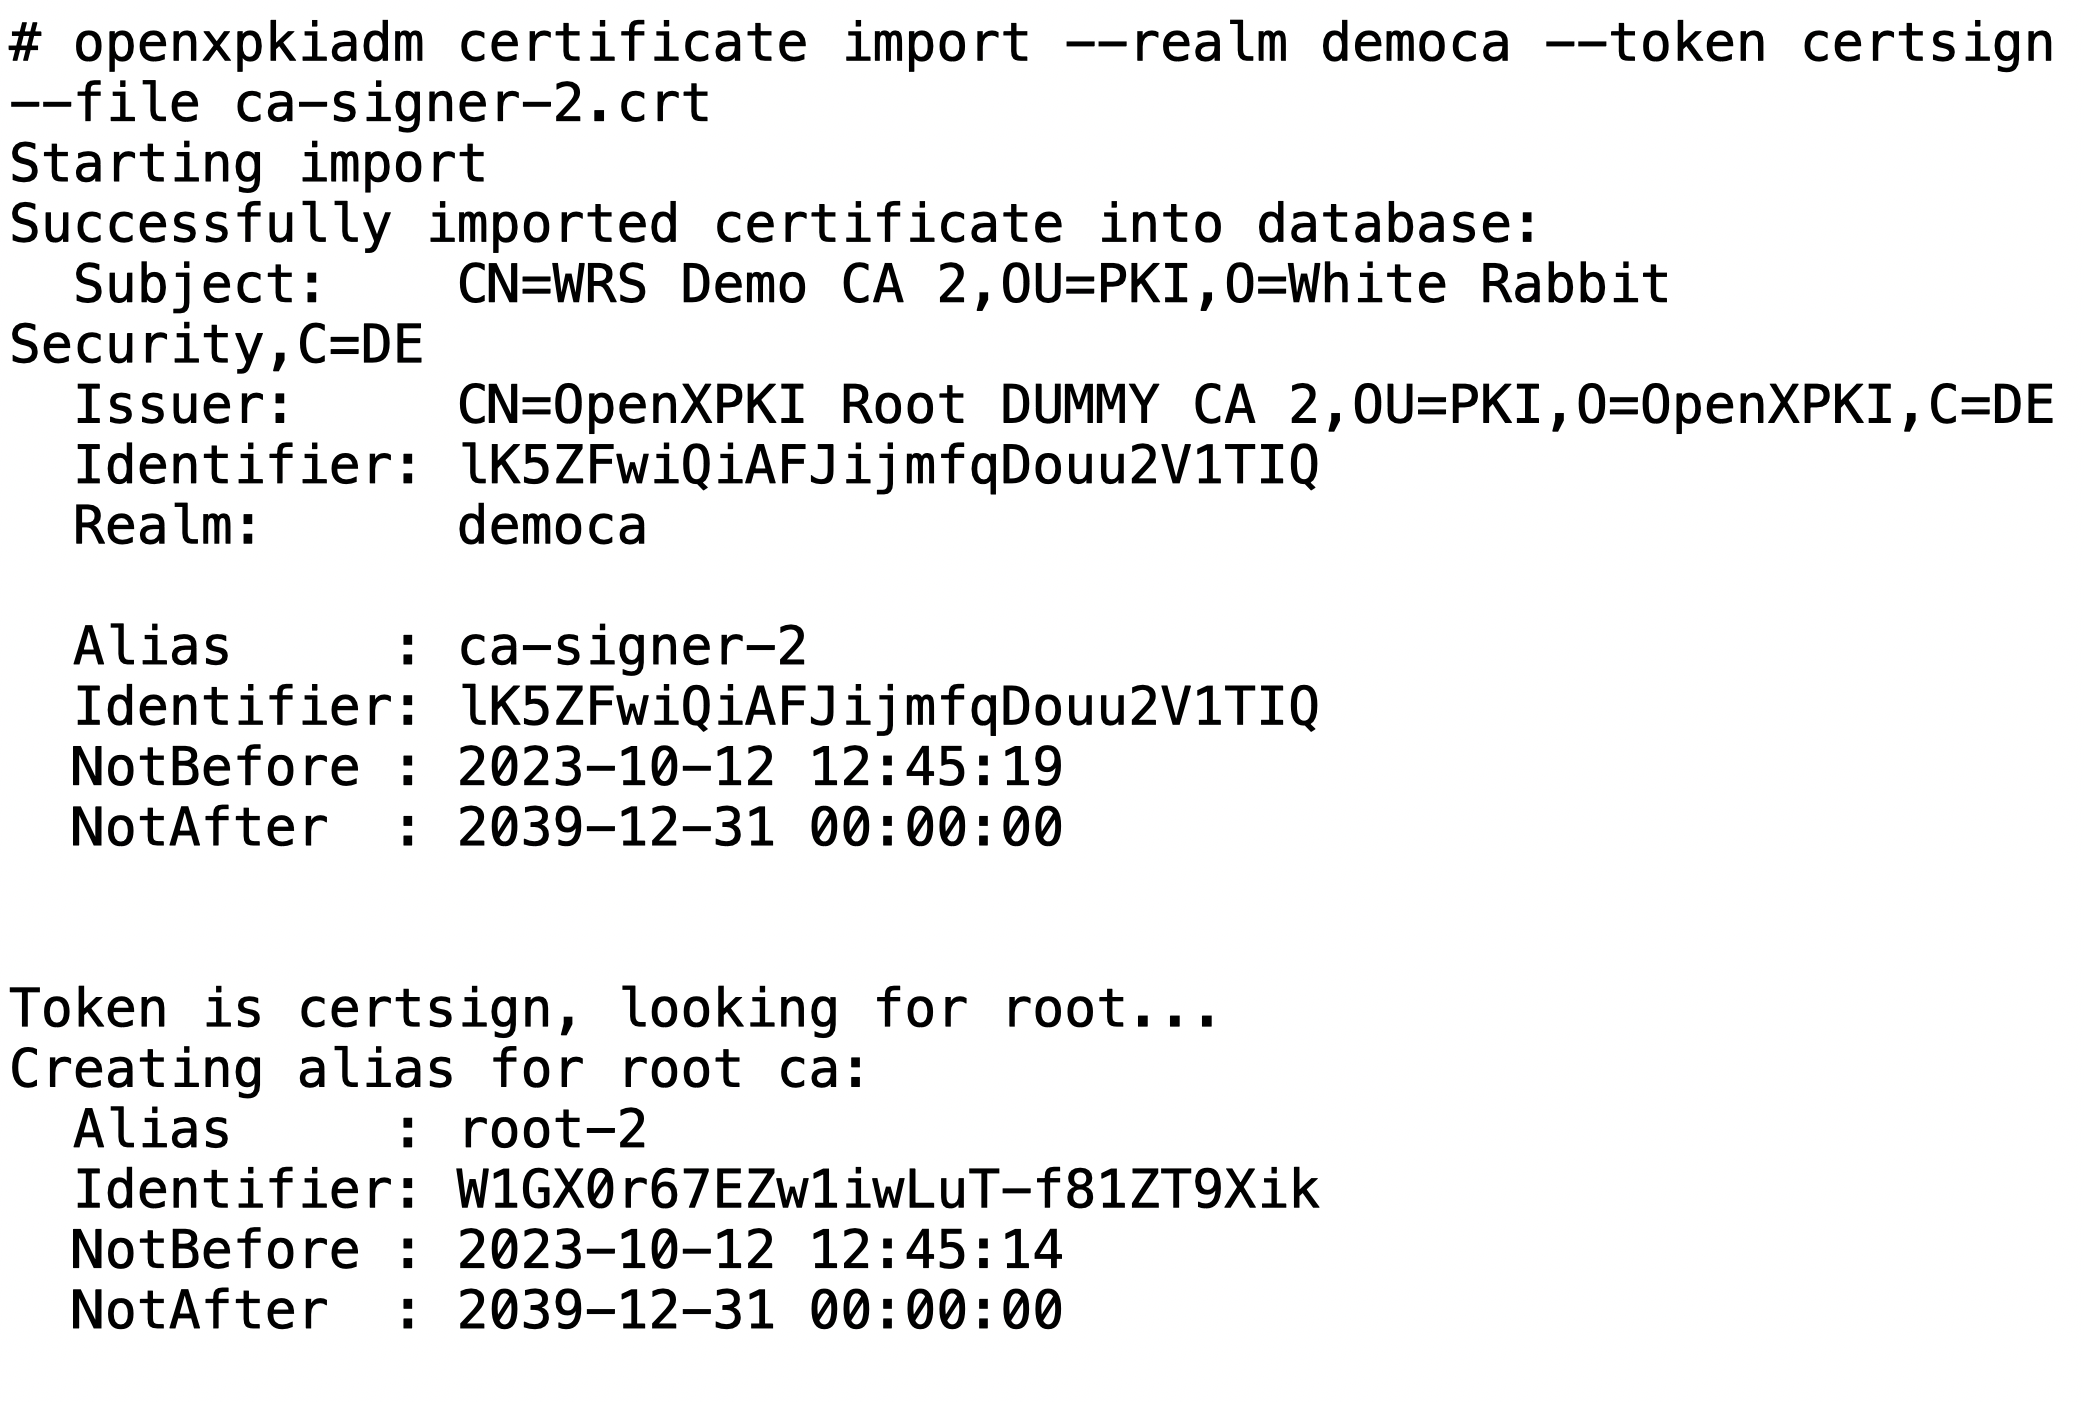 # openxpkiadm certificate import --realm democa --token certsign
--file ca-signer-2.crt
Starting import
Successfully imported certificate into database:
  Subject:    CN=WRS Demo CA 2,OU=PKI,O=White Rabbit
Security,C=DE
  Issuer:     CN=OpenXPKI Root DUMMY CA 2,OU=PKI,O=OpenXPKI,C=DE
  Identifier: lK5ZFwiQiAFJijmfqDouu2V1TIQ
  Realm:      democa

  Alias     : ca-signer-2
  Identifier: lK5ZFwiQiAFJijmfqDouu2V1TIQ
  NotBefore : 2023-10-12 12:45:19
  NotAfter  : 2039-12-31 00:00:00


Token is certsign, looking for root...
Creating alias for root ca:
  Alias     : root-2
  Identifier: W1GX0r67EZw1iwLuT-f81ZT9Xik
  NotBefore : 2023-10-12 12:45:14
  NotAfter  : 2039-12-31 00:00:00